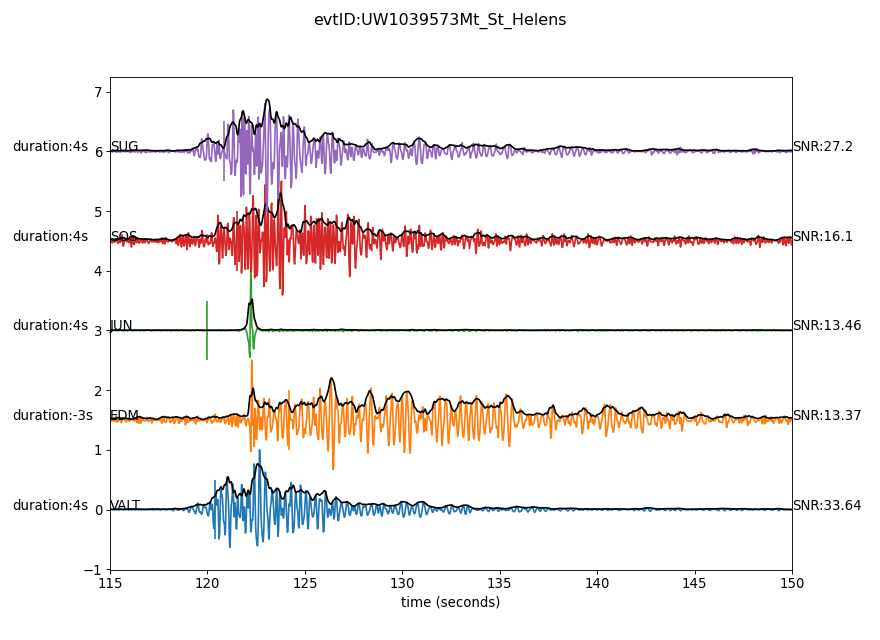 evtID:UW1039573Mt_St_Helens
7
duration:4s SUG SNR:27.2
6
5
duration:4s SOS SNR:16.1
4
duration:4s JUN SNR:13.46
3
2
duration:-3s EDM SNR:13.37
1
duration:4s VALT SNR:33.64
0
−1
115 120 125 130 135 140 145 150
time (seconds)